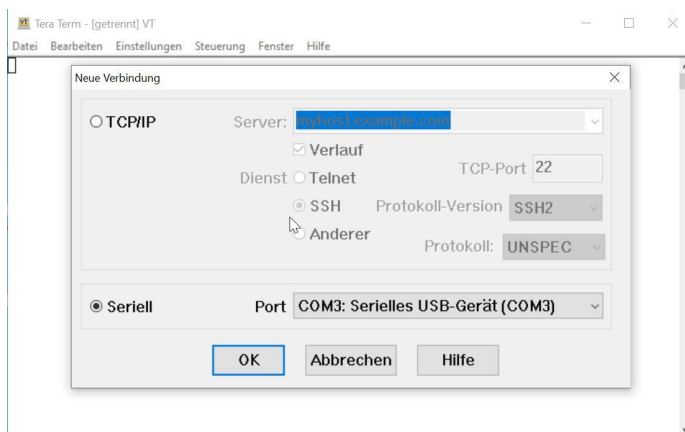 VT Tera Term - [getrennt] VT
Datei Bearbeiten Einstellungen Steuerung Fenster Hilfe
Neue Verbindung
TCP/IP Server: myhost.example.com
Verlauf
Dienst Telnet TCP-Port 22
SSH Protokoll-Version SSH2
Anderer Protokoll: UNSPEC
Seriell Port COM3: Serielles USB-Gerät (COM3)
OK Abbrechen Hilfe